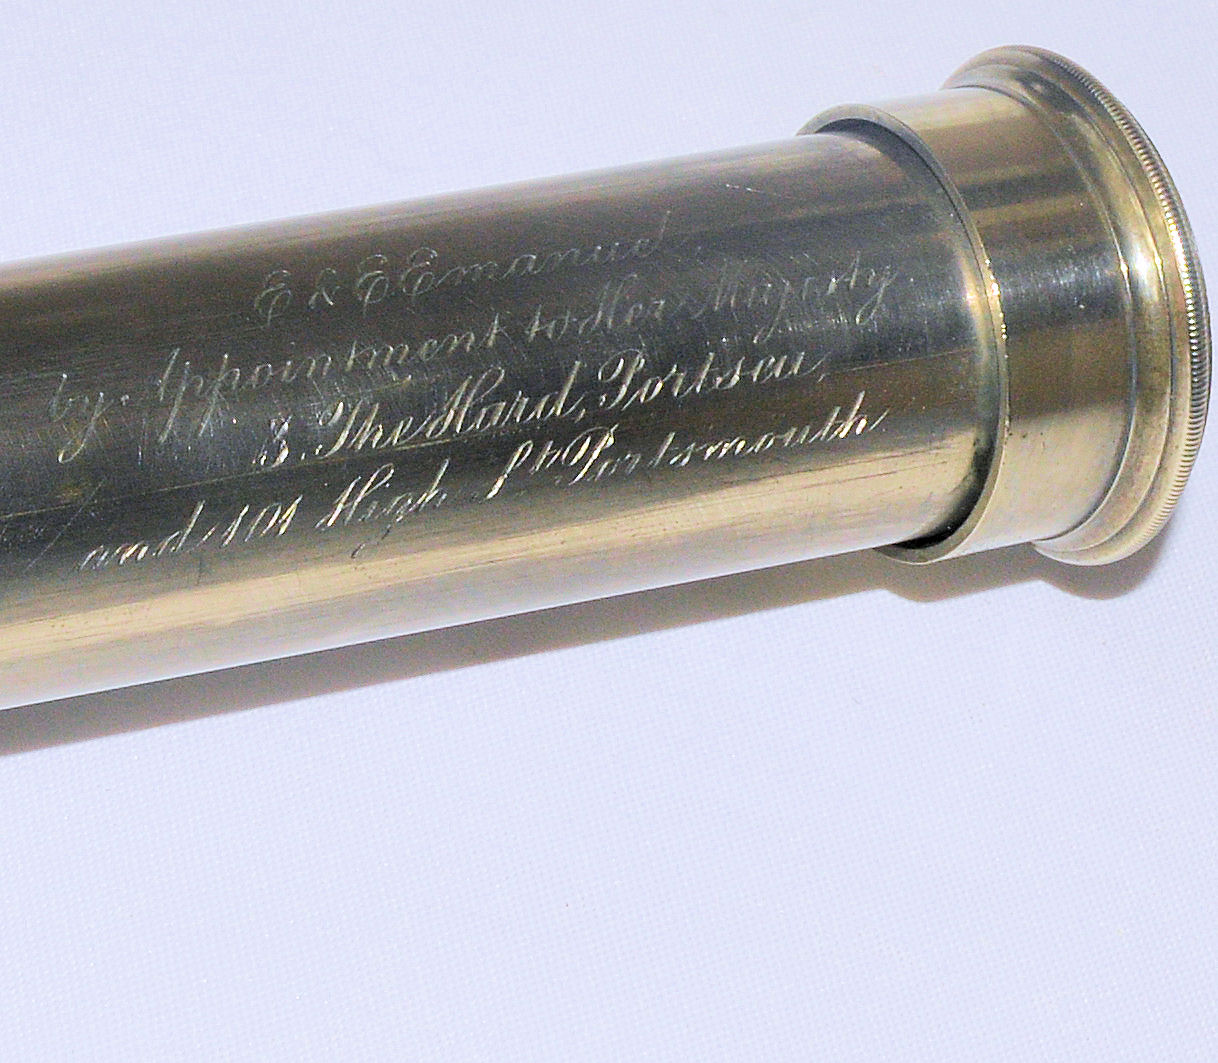 E & E Emanuel
by Appointment to Her Majesty
3. The Hard, Portsea,
and 101 High St Portsmouth